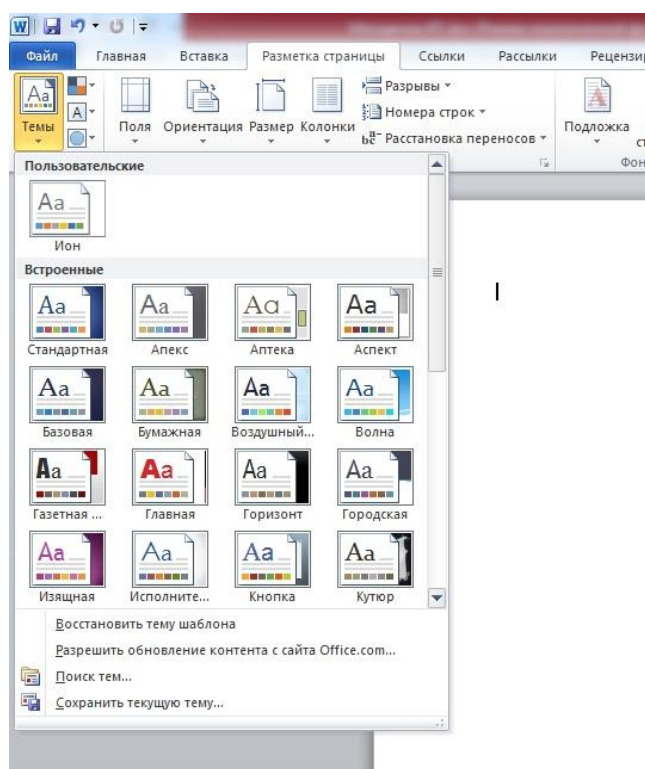 Файл Главная Вставка Разметка страницы Ссылки Рассылки
Темы
Поля
Ориентация
Размер
Колонки
Разрывы
Номера строк
Расстановка переносов
Подложка
Пользовательские
Aa
Ион
Встроенные
Aa Aa Aa Aa
Стандартная Апекс Аптека Аспект
Aa Aa Aa Aa
Базовая Бумажная Воздушный... Волна
Aa Aa Aa Aa
Газетная ... Главная Горизонт Городская
Aa Aa Aa Aa
Изящная Исполните... Кнопка Кутюр
Восстановить тему шаблона
Разрешить обновление контента с сайта Office.com...
Поиск тем...
Сохранить текущую тему...